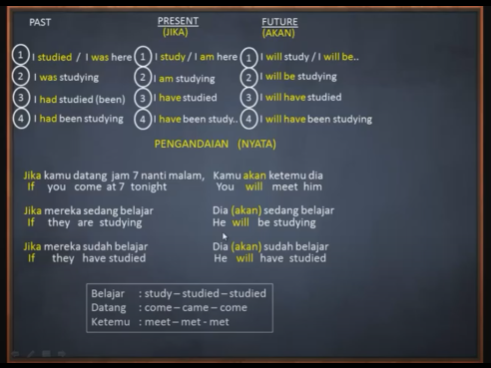 PAST PRESENT FUTURE
(JIKA) (AKAN)
1 I studied / I was here 1 I study / I am here 1 I will study / I will be..
2 I was studying 2 I am studying 2 I will be studying
3 I had studied (been) 3 I have studied 3 I will have studied
4 I had been studying 4 I have been study.. 4 I will have been studying
PENGANDAIAN (NYATA)
Jika kamu datang jam 7 nanti malam, Kamu akan ketemu dia
If you come at 7 tonight You will meet him
Jika mereka sedang belajar Dia (akan) sedang belajar
If they are studying He will be studying
Jika mereka sudah belajar Dia (akan) sudah belajar
If they have studied He will have studied
Belajar : study – studied – studied
Datang : come – came – come
Ketemu : meet – met - met